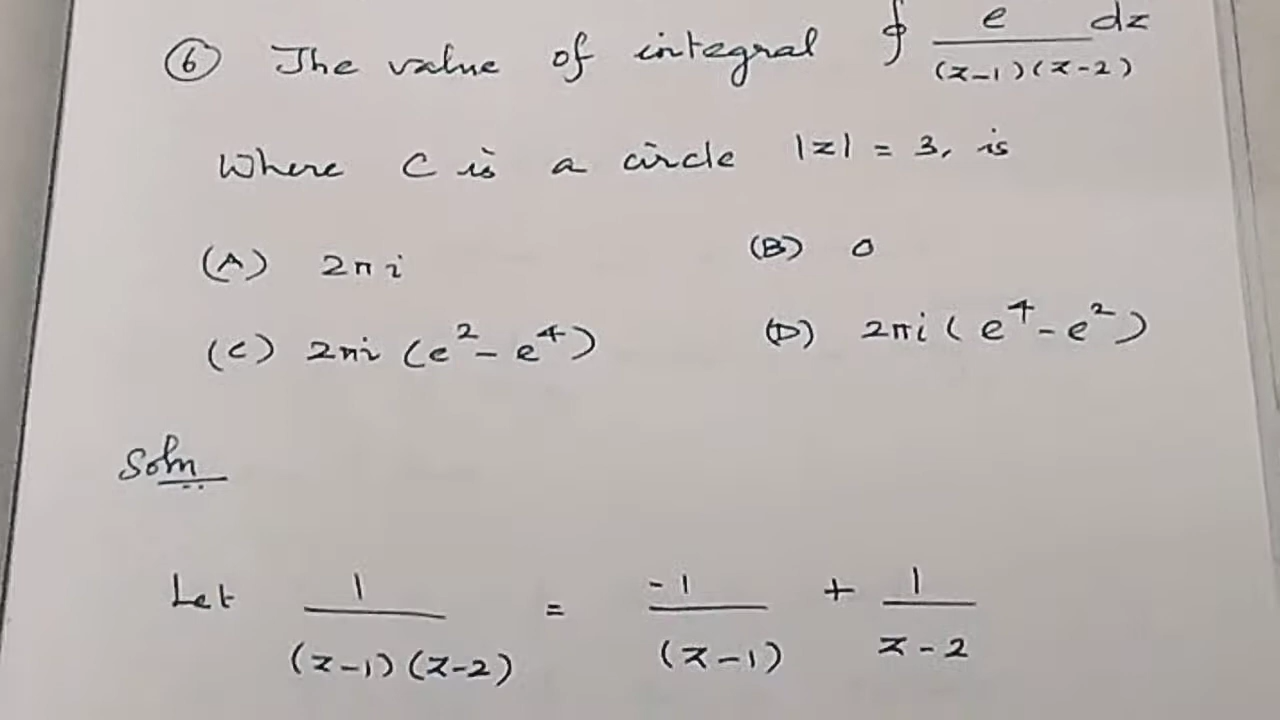 ⑥ The value of integral ∮ e dz / (z-1)(z-2)
Where C is a circle |z| = 3, is
(A) 2πi (B) 0
(C) 2πi (e² - e⁴) (D) 2πi ( e⁴ - e² )
Soln
Let 1 / (z-1)(z-2) = -1 / (z-1) + 1 / z-2